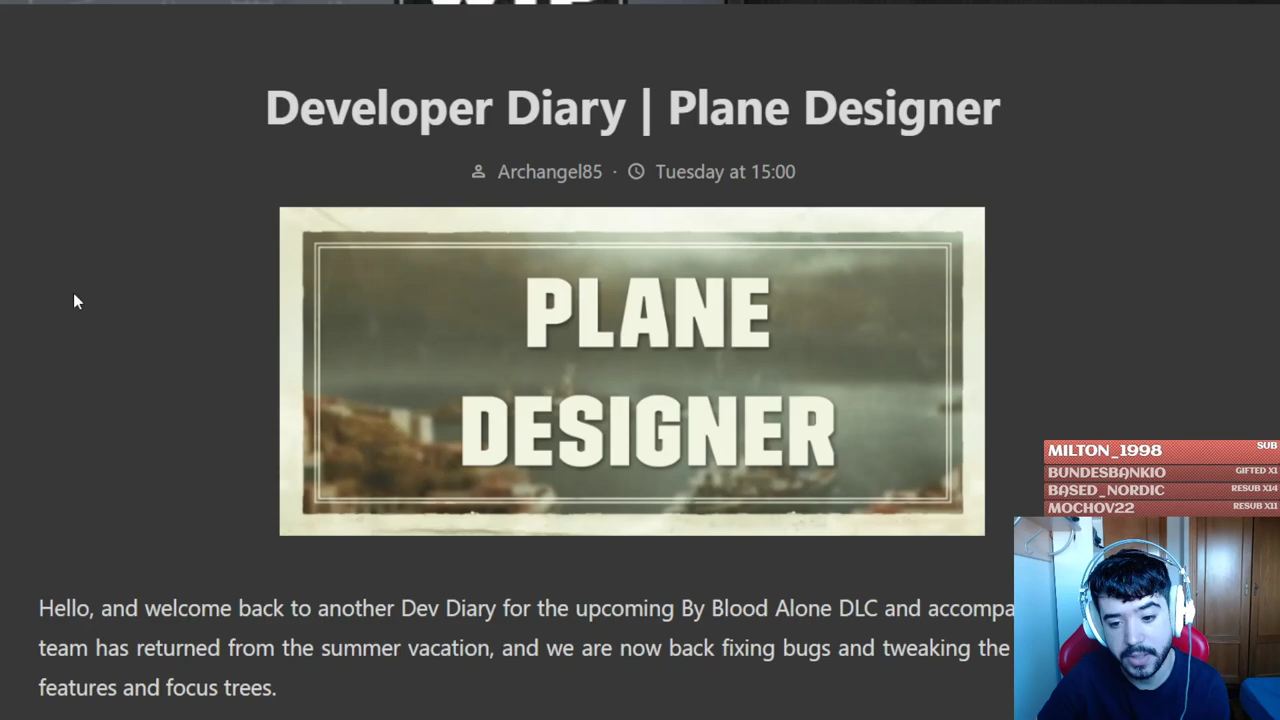 Developer Diary | Plane Designer
Archangel85 · Tuesday at 15:00
PLANE
DESIGNER
MILTON_1998 SUB
BUNDESBANKIO GIFTED X1
BASED_NORDIC RESUB X14
MOCHOV22 RESUB X11
Hello, and welcome back to another Dev Diary for the upcoming By Blood Alone DLC and
team has returned from the summer vacation, and we are now back fixing bugs and tweaking the
features and focus trees.